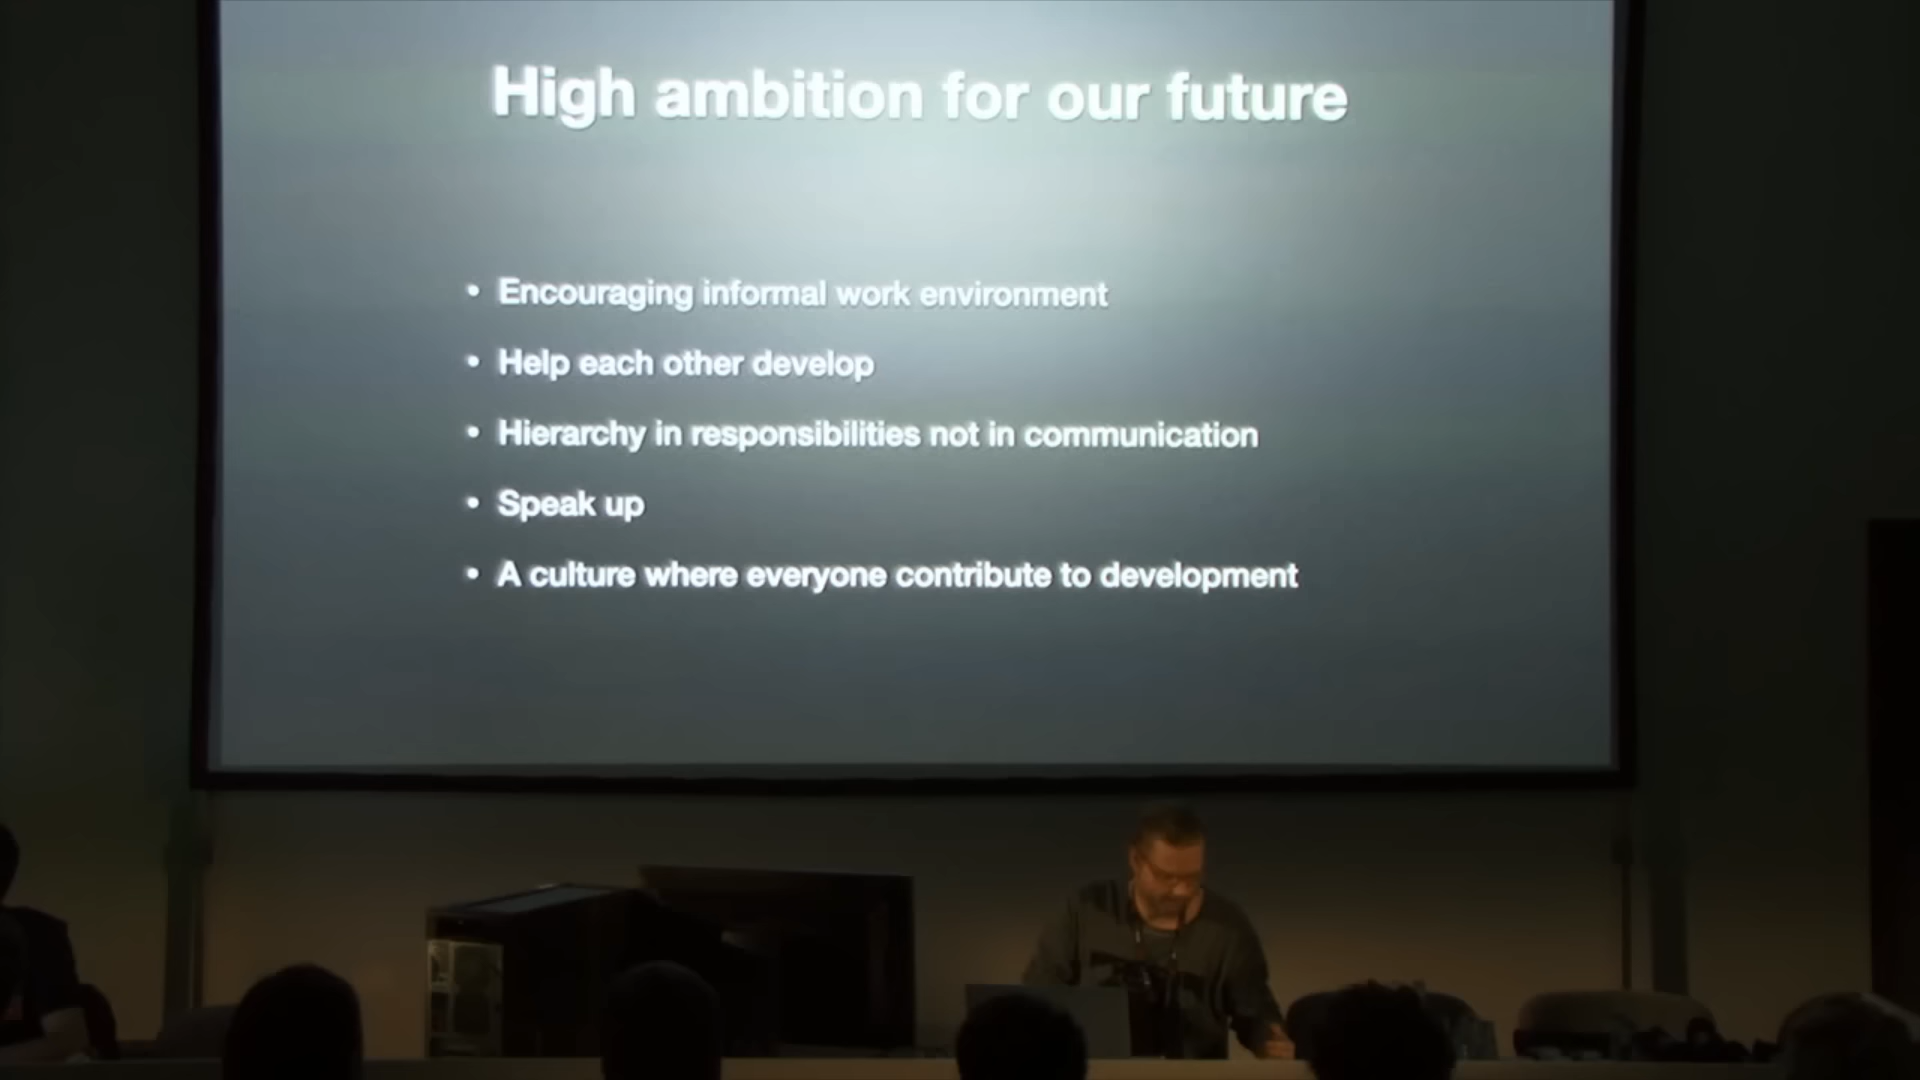 High ambition for our future
• Encouraging informal work environment
• Help each other develop
• Hierarchy in responsibilities not in communication
• Speak up
• A culture where everyone contribute to development